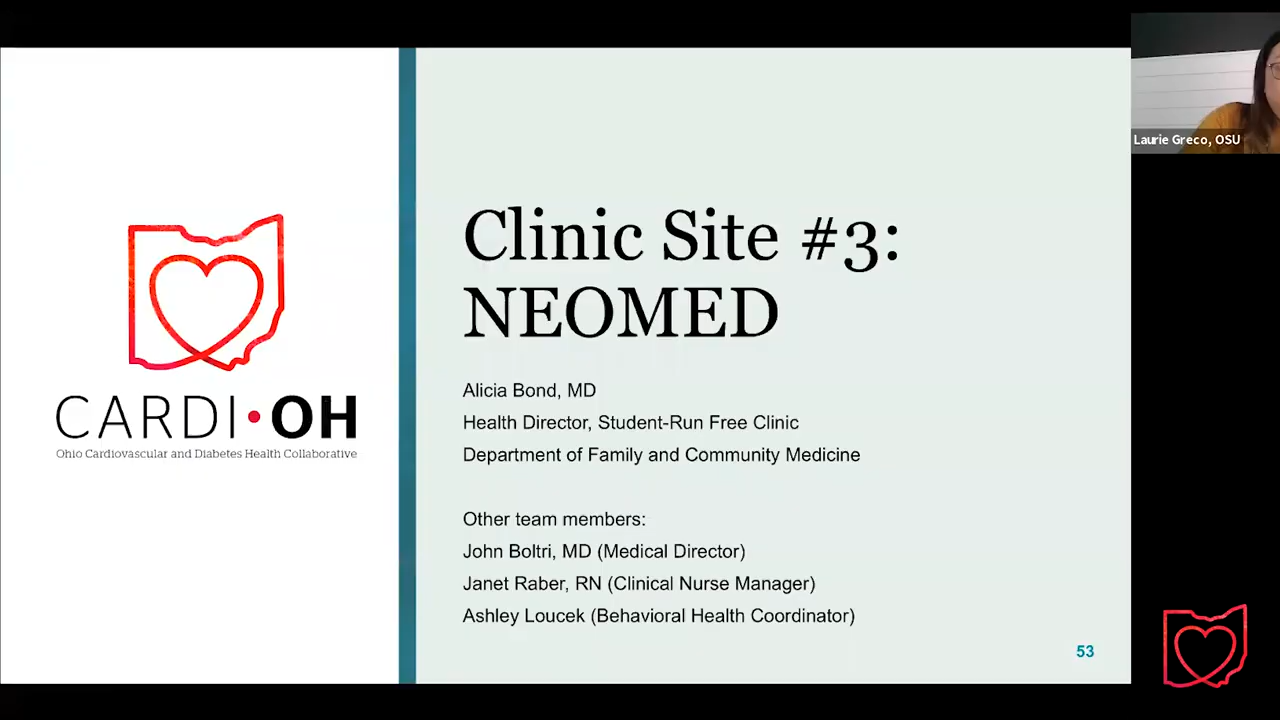 CARDI•OH
Ohio Cardiovascular and Diabetes Health Collaborative
Clinic Site #3:
NEOMED
Alicia Bond, MD
Health Director, Student-Run Free Clinic
Department of Family and Community Medicine
Other team members:
John Boltri, MD (Medical Director)
Janet Raber, RN (Clinical Nurse Manager)
Ashley Loucek (Behavioral Health Coordinator)
53
Laurie Greco, OSU